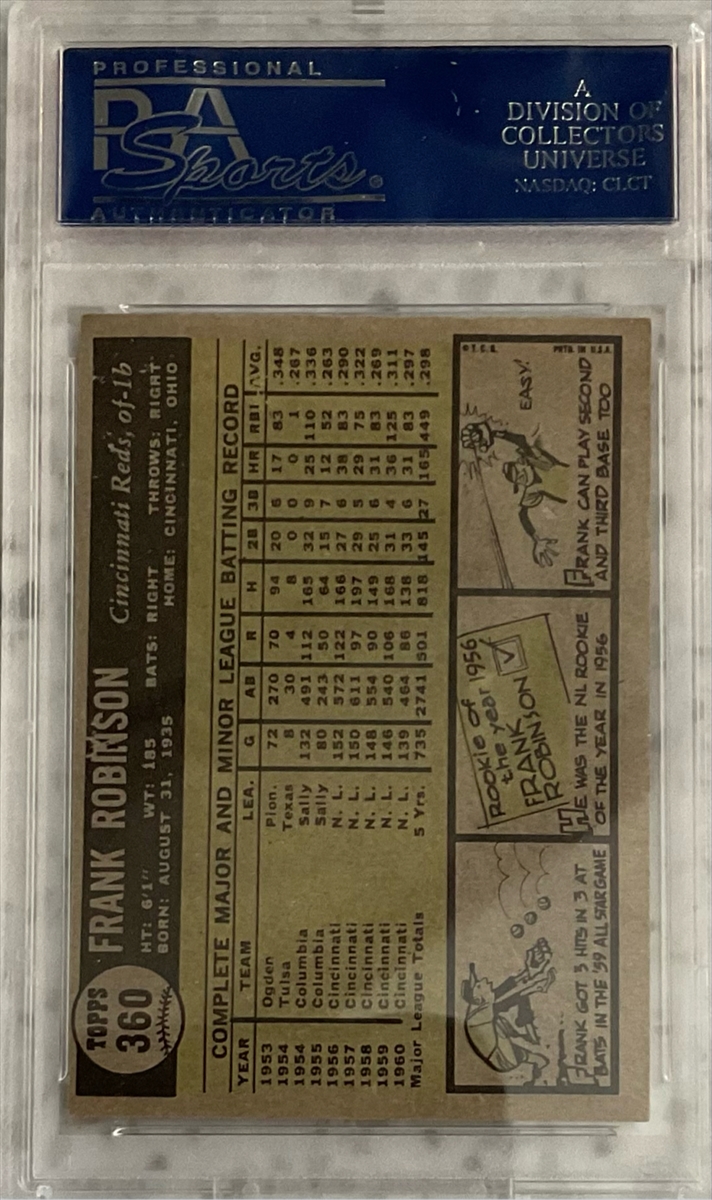 PROFESSIONAL
PSA
Sports.
AUTHENTICATOR
A
DIVISION OF
COLLECTORS
UNIVERSE
NASDAQ: CLCT
TOPPS
360
FRANK ROBINSON Cincinnati Reds, of-1b
HT: 6'1" WT: 185 BATS: RIGHT THROWS: RIGHT
BORN: AUGUST 31, 1935 HOME: CINCINNATI, OHIO
COMPLETE MAJOR AND MINOR LEAGUE BATTING RECORD
YEAR TEAM LEA. G AB R H 2B 3B HR RBI AVG.
1953 Ogden Pion. 72 270 70 94 20 6 17 83 .348
1954 Tulsa Texas 8 30 4 8 0 0 0 1 .267
1954 Columbia Sally 132 491 112 165 32 9 25 110 .336
1955 Columbia Sally 80 243 50 64 15 7 12 52 .263
1956 Cincinnati N. L. 152 572 122 166 27 6 38 83 .290
1957 Cincinnati N. L. 150 611 97 197 29 5 29 75 .322
1958 Cincinnati N. L. 148 554 90 149 25 6 31 83 .269
1959 Cincinnati N. L. 146 540 106 168 31 4 36 125 .311
1960 Cincinnati N. L. 139 464 86 138 33 6 31 83 .297
Major League Totals 5 Yrs. 735 2741 501 818 145 27 165 449 .298
FRANK GOT 3 HITS IN 3 AT
BATS IN THE '59 ALL STAR GAME
Rookie of
the year 1956
FRANK
ROBINSON
HE WAS THE NL ROOKIE
OF THE YEAR IN 1956
© T. C. G. PRTD. IN U.S.A.
EASY!
FRANK CAN PLAY SECOND
AND THIRD BASE TOO